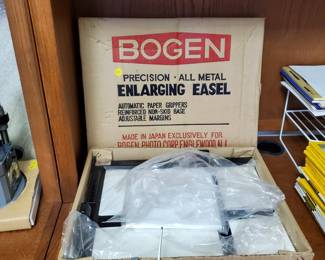 BOGEN
PRECISION · ALL METAL
ENLARGING EASEL
AUTOMATIC PAPER GRIPPERS
REINFORCED NON-SKID BASE
ADJUSTABLE MARGINS
MADE IN JAPAN EXCLUSIVELY FOR
BOGEN PHOTO CORP. ENGLEWOOD N.J.